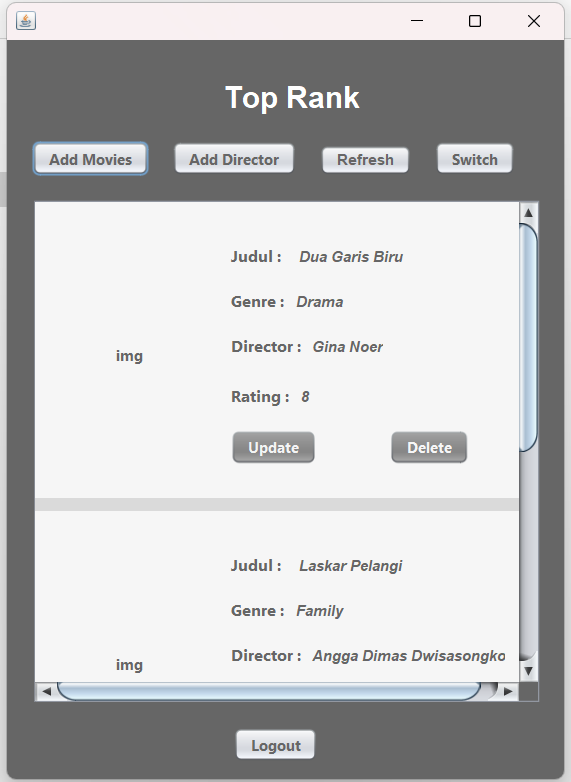 Top Rank
Add Movies Add Director Refresh Switch
Judul : Dua Garis Biru
Genre : Drama
Director : Gina Noer
img
Rating : 8
Update Delete
Judul : Laskar Pelangi
Genre : Family
Director : Angga Dimas Dwisasongko
img
Logout